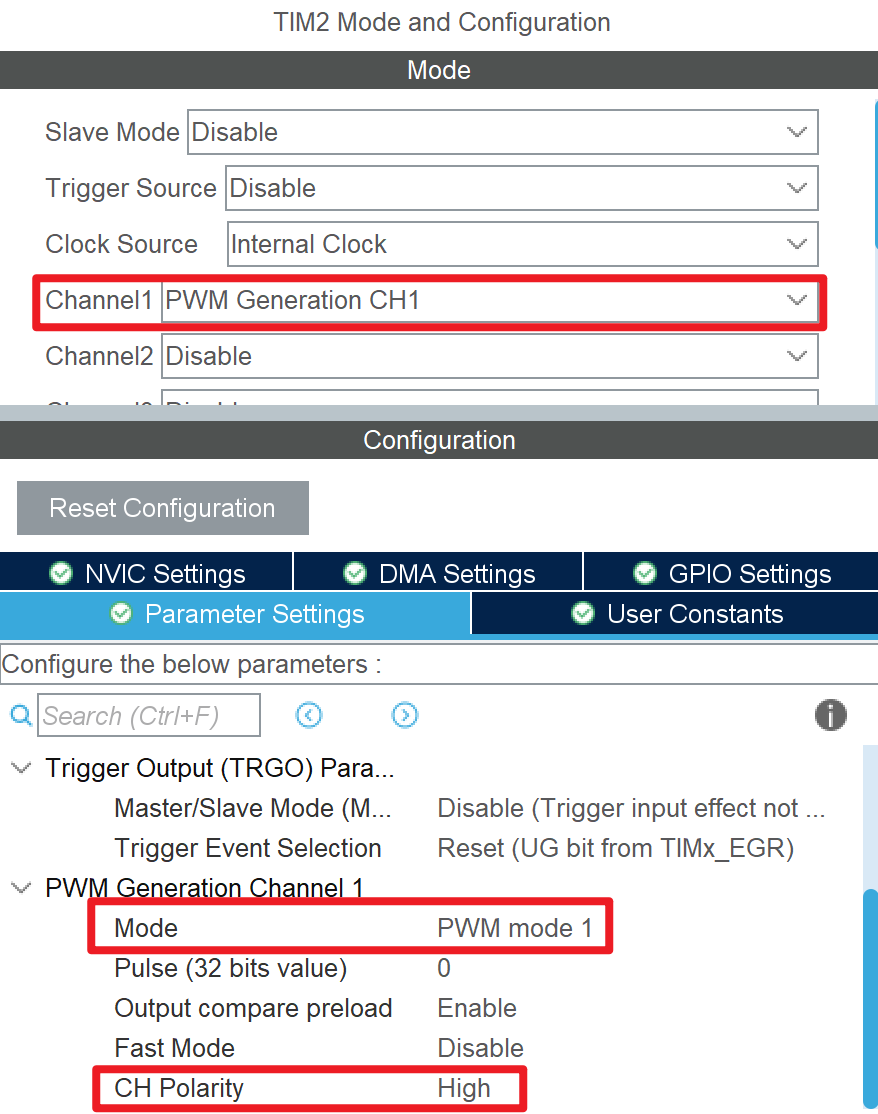 TIM2 Mode and Configuration
Mode
Slave Mode Disable
Trigger Source Disable
Clock Source Internal Clock
Channel1 PWM Generation CH1
Channel2 Disable
Configuration
Reset Configuration
NVIC Settings DMA Settings GPIO Settings
Parameter Settings User Constants
Configure the below parameters :
Search (Ctrl+F)
Trigger Output (TRGO) Para...
Master/Slave Mode (M... Disable (Trigger input effect not ...
Trigger Event Selection Reset (UG bit from TIMx_EGR)
PWM Generation Channel 1
Mode PWM mode 1
Pulse (32 bits value) 0
Output compare preload Enable
Fast Mode Disable
CH Polarity High